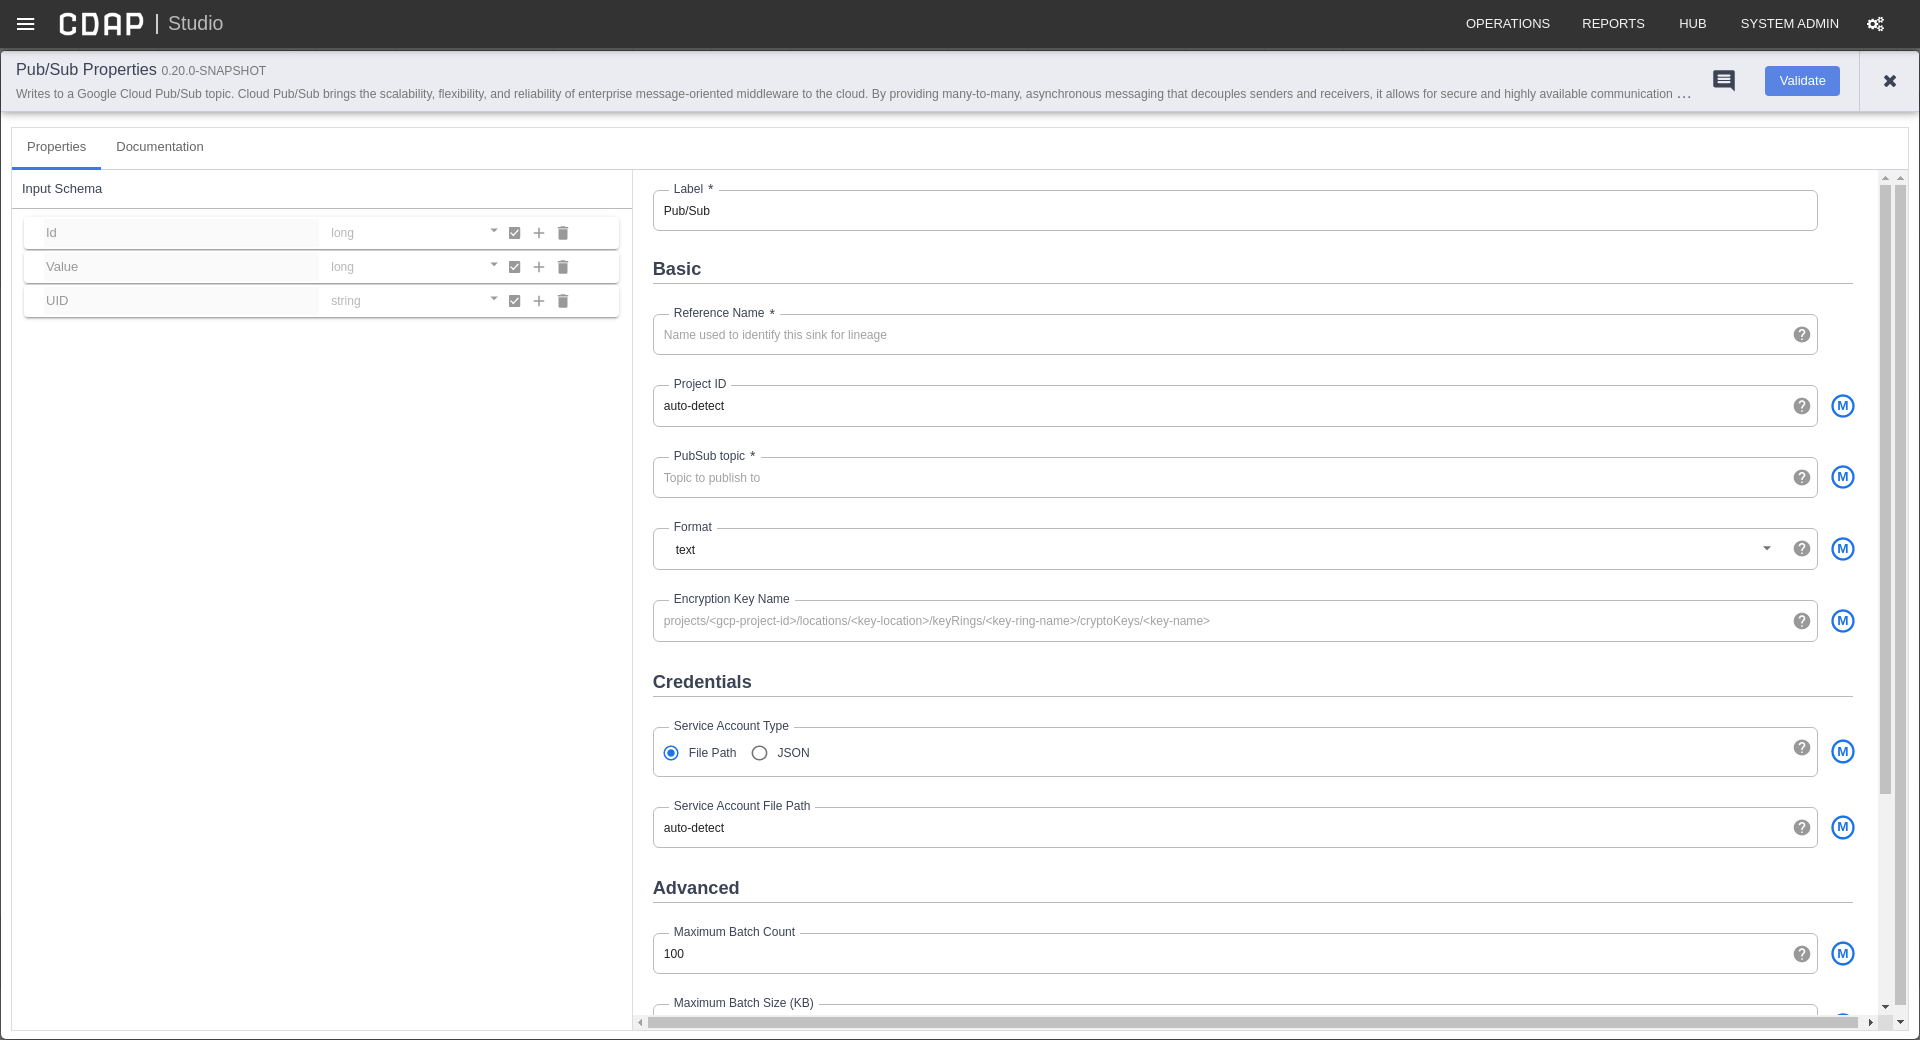 CDAP | Studio
OPERATIONS REPORTS HUB SYSTEM ADMIN
Pub/Sub Properties 0.20.0-SNAPSHOT
Writes to a Google Cloud Pub/Sub topic. Cloud Pub/Sub brings the scalability, flexibility, and reliability of enterprise message-oriented middleware to the cloud. By providing many-to-many, asynchronous messaging that decouples senders and receivers, it allows for secure and highly available communication ...
Validate
Properties Documentation
Input Schema
Id long
Value long
UID string
Label *
Pub/Sub
Basic
Reference Name *
Name used to identify this sink for lineage
Project ID
auto-detect
M
PubSub topic *
Topic to publish to
M
Format
text
M
Encryption Key Name
projects/<gcp-project-id>/locations/<key-location>/keyRings/<key-ring-name>/cryptoKeys/<key-name>
M
Credentials
Service Account Type
File Path JSON
M
Service Account File Path
auto-detect
M
Advanced
Maximum Batch Count
100
M
Maximum Batch Size (KB)